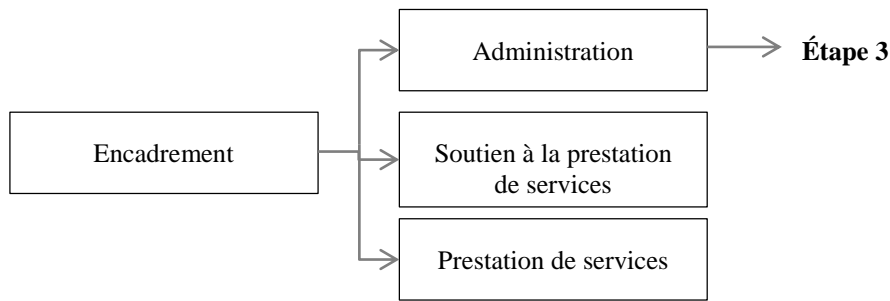 Administration
Étape 3
Encadrement
Soutien à la prestation
de services
Prestation de services